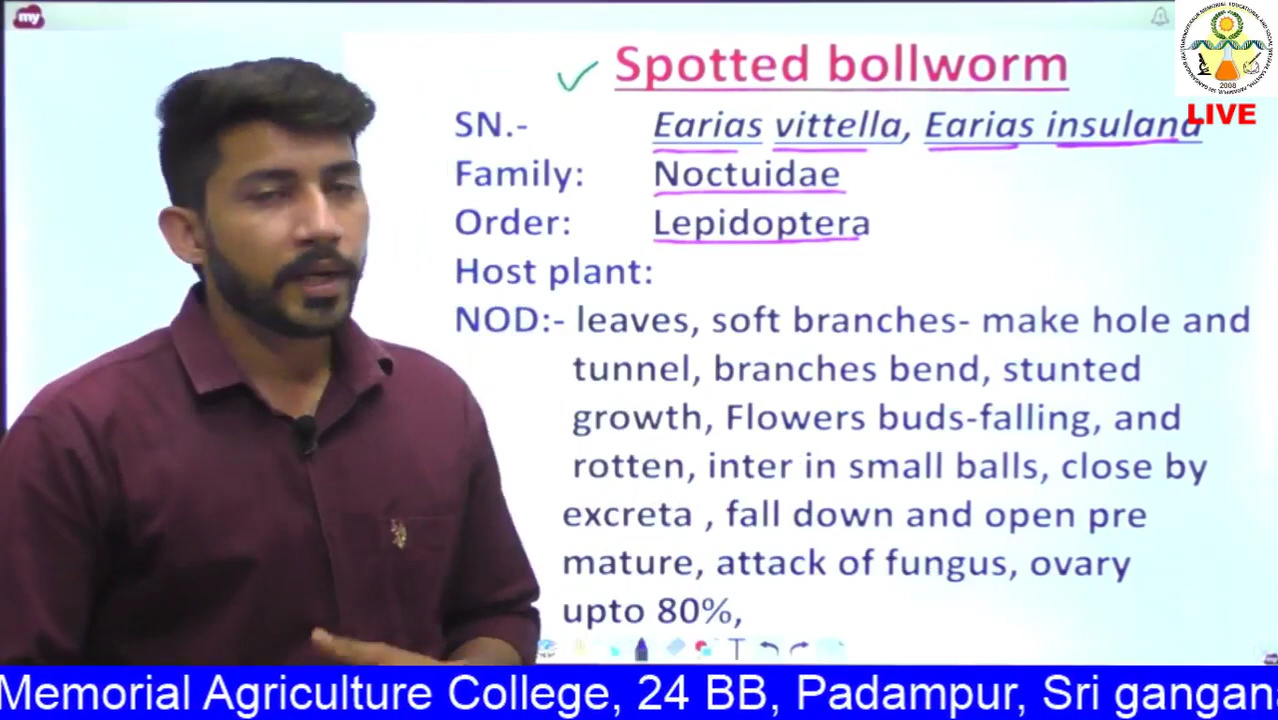 my
Spotted bollworm
SN.- Earias vittella, Earias insulana
LIVE
Family: Noctuidae
Order: Lepidoptera
Host plant:
NOD:- leaves, soft branches- make hole and
tunnel, branches bend, stunted
growth, Flowers buds-falling, and
rotten, inter in small balls, close by
excreta , fall down and open pre
mature, attack of fungus, ovary
upto 80%,
T
Memorial Agriculture College, 24 BB, Padampur, Sri gangan
2008